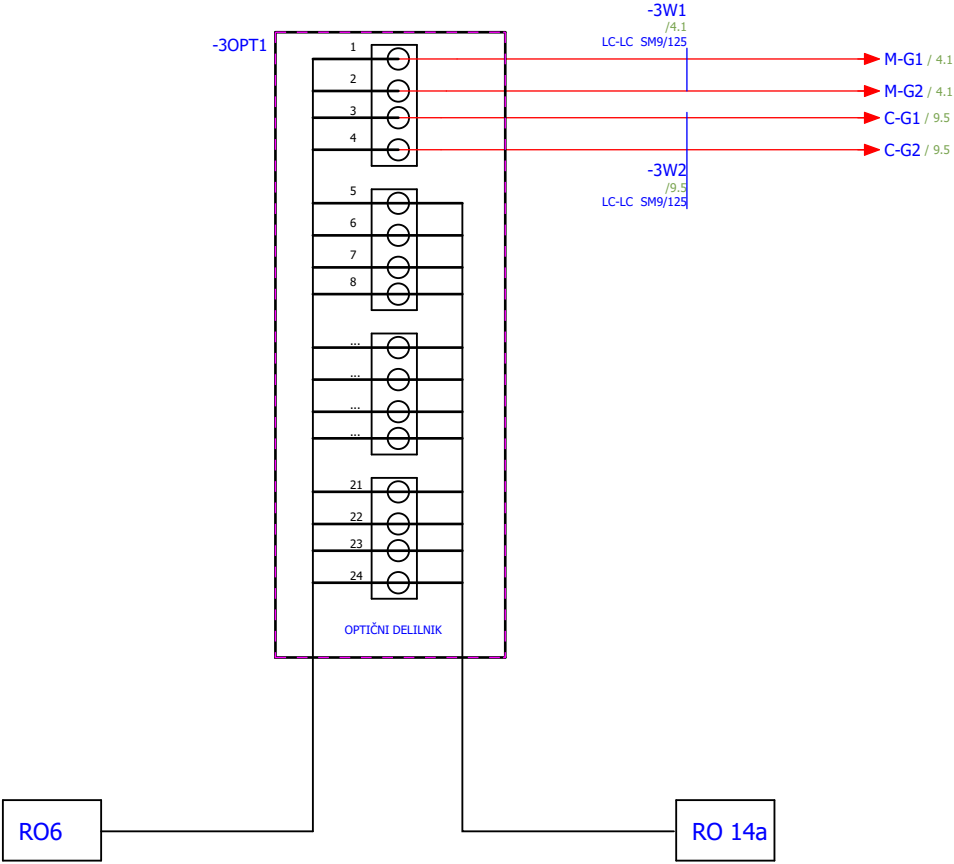 -3W1
/4.1
LC-LC SM9/125
-3OPT1
1
M-G1 / 4.1
2
M-G2 / 4.1
3
C-G1 / 9.5
4
C-G2 / 9.5
-3W2
/9.5
LC-LC SM9/125
5
6
7
8
...
...
...
...
21
22
23
24
OPTIČNI DELILNIK
RO6
RO 14a